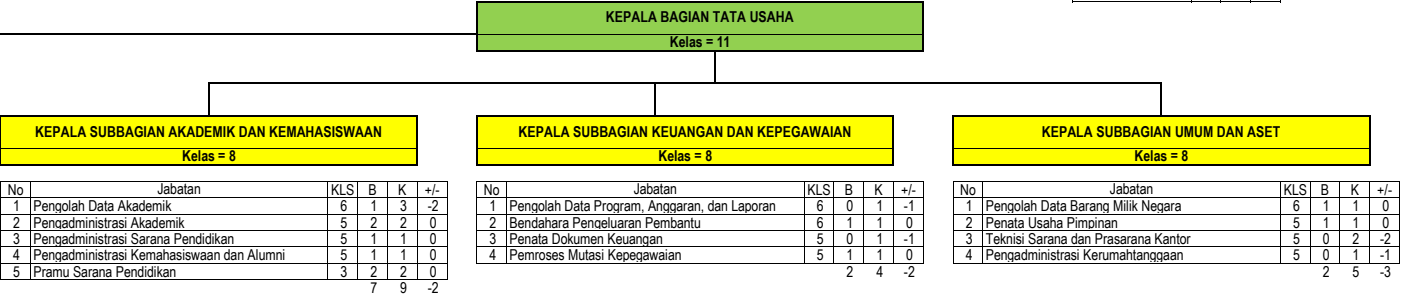 KEPALA BAGIAN TATA USAHA
Kelas = 11
KEPALA SUBBAGIAN AKADEMIK DAN KEMAHASISWAAN
Kelas = 8
No Jabatan KLS B K +/-
1 Pengolah Data Akademik 6 1 3 -2
2 Pengadministrasi Akademik 5 2 2 0
3 Pengadministrasi Sarana Pendidikan 5 1 1 0
4 Pengadministrasi Kemahasiswaan dan Alumni 5 1 1 0
5 Pramu Sarana Pendidikan 3 2 2 0
7 9 -2
KEPALA SUBBAGIAN KEUANGAN DAN KEPEGAWAIAN
Kelas = 8
No Jabatan KLS B K +/-
1 Pengolah Data Program, Anggaran, dan Laporan 6 0 1 -1
2 Bendahara Pengeluaran Pembantu 6 1 1 0
3 Penata Dokumen Keuangan 5 0 1 -1
4 Pemroses Mutasi Kepegawaian 5 1 1 0
2 4 -2
KEPALA SUBBAGIAN UMUM DAN ASET
Kelas = 8
No Jabatan KLS B K +/-
1 Pengolah Data Barang Milik Negara 6 1 1 0
2 Penata Usaha Pimpinan 5 1 1 0
3 Teknisi Sarana dan Prasarana Kantor 5 0 2 -2
4 Pengadministrasi Kerumahtanggaan 5 0 1 -1
2 5 -3